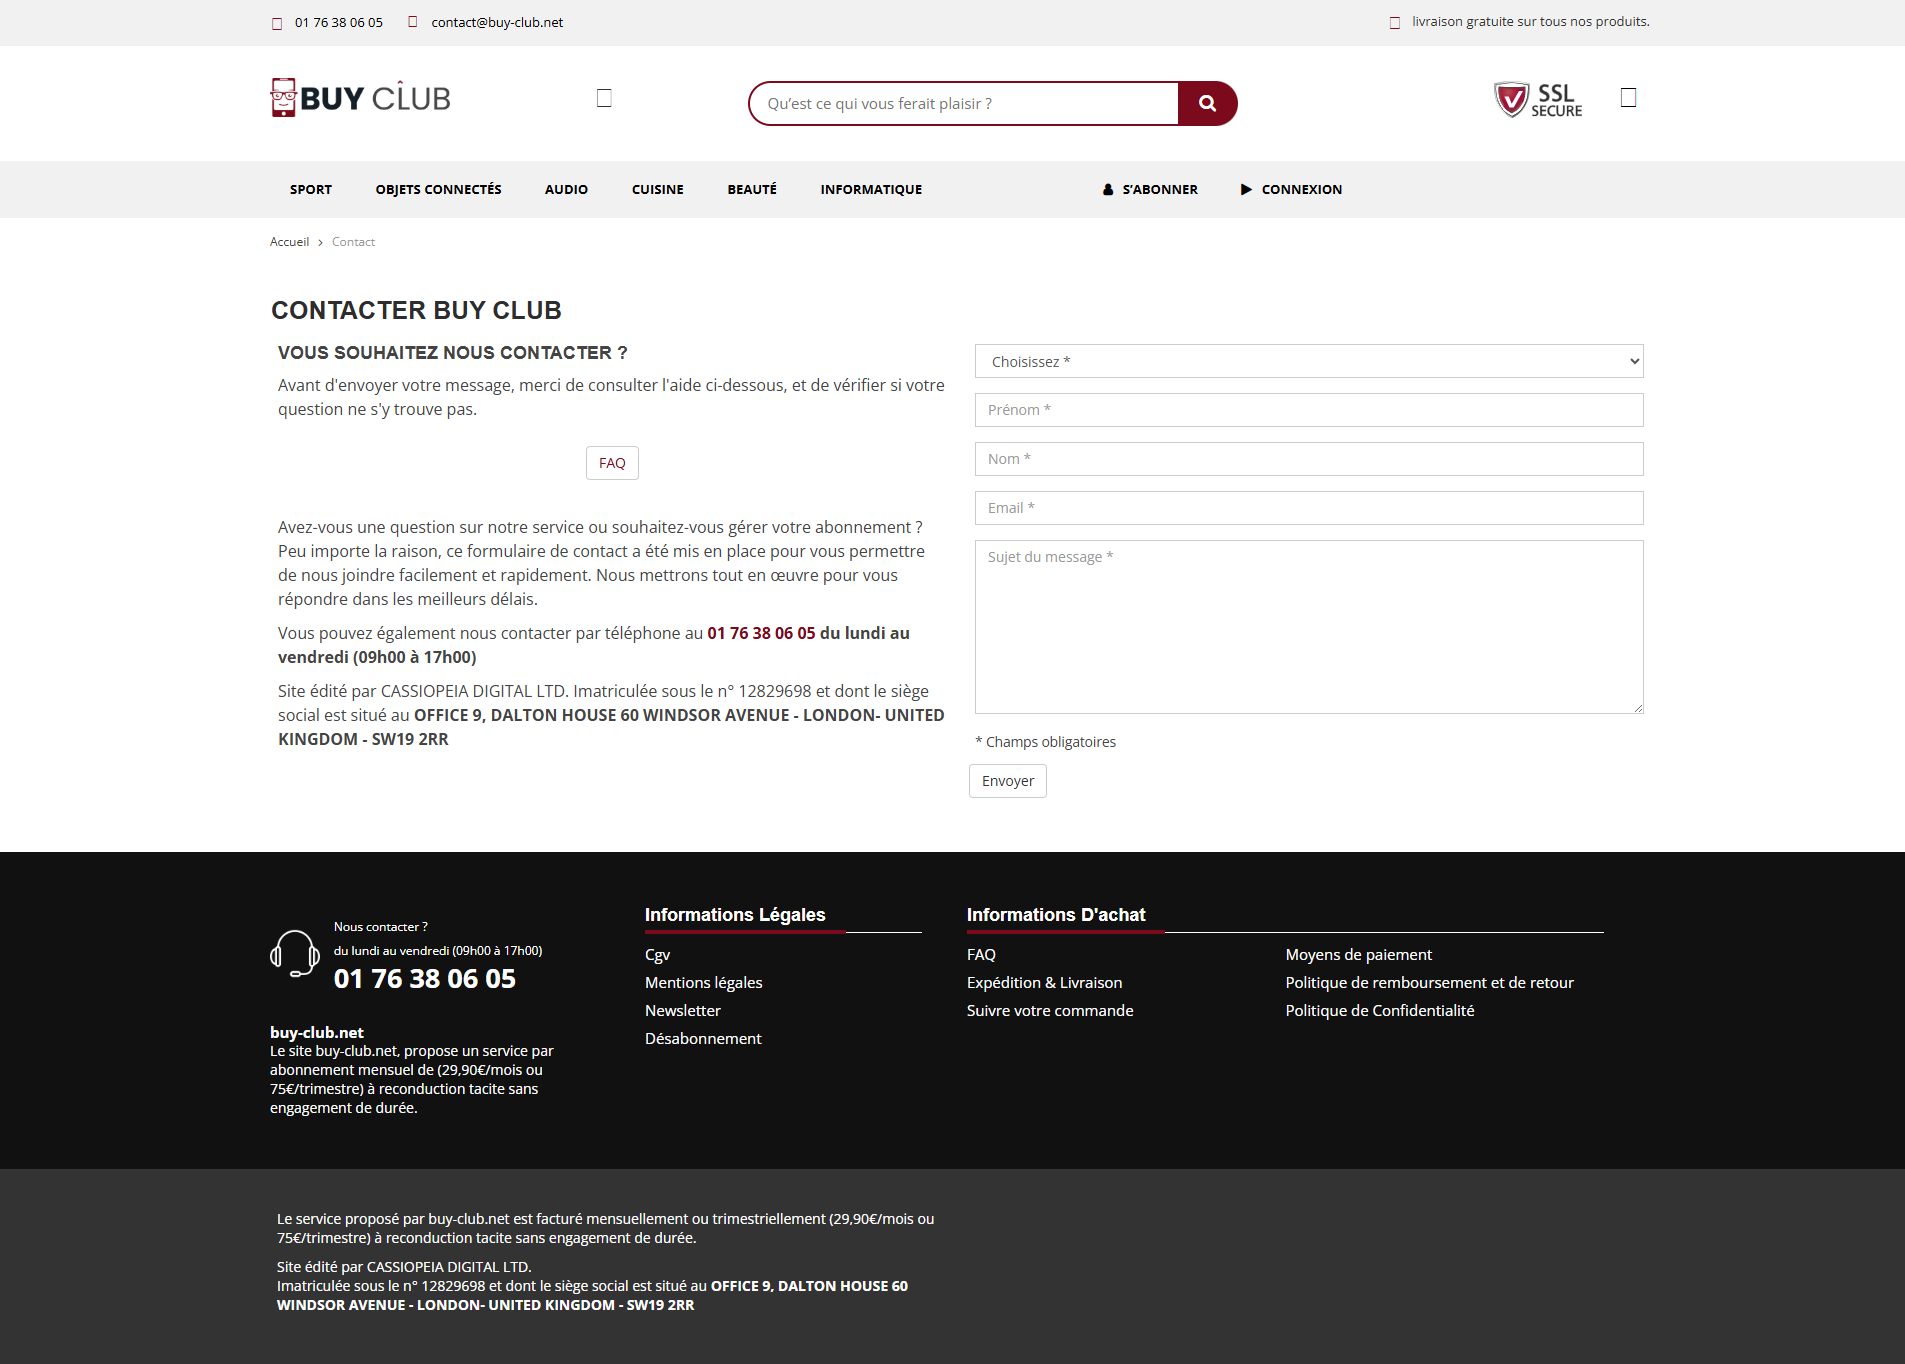 01 76 38 06 05
contact@buy-club.net
livraison gratuite sur tous nos produits.
BUY CLUB
Qu’est ce qui vous ferait plaisir ?
SSL
SECURE
SPORT
OBJETS CONNECTÉS
AUDIO
CUISINE
BEAUTÉ
INFORMATIQUE
S’ABONNER
CONNEXION
Accueil > Contact
CONTACTER BUY CLUB
VOUS SOUHAITEZ NOUS CONTACTER ?
Avant d'envoyer votre message, merci de consulter l'aide ci-dessous, et de vérifier si votre
question ne s'y trouve pas.
FAQ
Avez-vous une question sur notre service ou souhaitez-vous gérer votre abonnement ?
Peu importe la raison, ce formulaire de contact a été mis en place pour vous permettre
de nous joindre facilement et rapidement. Nous mettrons tout en œuvre pour vous
répondre dans les meilleurs délais.
Vous pouvez également nous contacter par téléphone au 01 76 38 06 05 du lundi au
vendredi (09h00 à 17h00)
Site édité par CASSIOPEIA DIGITAL LTD. Imatriculée sous le n° 12829698 et dont le siège
social est situé au OFFICE 9, DALTON HOUSE 60 WINDSOR AVENUE - LONDON- UNITED
KINGDOM - SW19 2RR
Choisissez *
Prénom *
Nom *
Email *
Sujet du message *
* Champs obligatoires
Envoyer
Nous contacter ?
du lundi au vendredi (09h00 à 17h00)
01 76 38 06 05
buy-club.net
Le site buy-club.net, propose un service par
abonnement mensuel de (29,90€/mois ou
75€/trimestre) à reconduction tacite sans
engagement de durée.
Informations Légales
Cgv
Mentions légales
Newsletter
Désabonnement
Informations D'achat
FAQ
Expédition & Livraison
Suivre votre commande
Moyens de paiement
Politique de remboursement et de retour
Politique de Confidentialité
Le service proposé par buy-club.net est facturé mensuellement ou trimestriellement (29,90€/mois ou
75€/trimestre) à reconduction tacite sans engagement de durée.
Site édité par CASSIOPEIA DIGITAL LTD.
Imatriculée sous le n° 12829698 et dont le siège social est situé au OFFICE 9, DALTON HOUSE 60
WINDSOR AVENUE - LONDON- UNITED KINGDOM - SW19 2RR